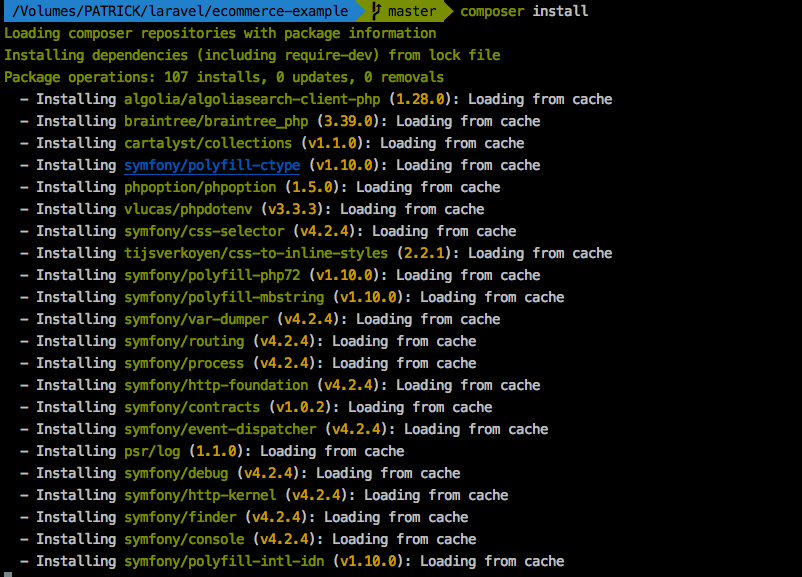 /Volumes/PATRICK/laravel/ecommerce-example master composer install
Loading composer repositories with package information
Installing dependencies (including require-dev) from lock file
Package operations: 107 installs, 0 updates, 0 removals
- Installing algolia/algoliasearch-client-php (1.28.0): Loading from cache
- Installing braintree/braintree_php (3.39.0): Loading from cache
- Installing cartalyst/collections (v1.1.0): Loading from cache
- Installing symfony/polyfill-ctype (v1.10.0): Loading from cache
- Installing phpoption/phpoption (1.5.0): Loading from cache
- Installing vlucas/phpdotenv (v3.3.3): Loading from cache
- Installing symfony/css-selector (v4.2.4): Loading from cache
- Installing tijsverkoyen/css-to-inline-styles (2.2.1): Loading from cache
- Installing symfony/polyfill-php72 (v1.10.0): Loading from cache
- Installing symfony/polyfill-mbstring (v1.10.0): Loading from cache
- Installing symfony/var-dumper (v4.2.4): Loading from cache
- Installing symfony/routing (v4.2.4): Loading from cache
- Installing symfony/process (v4.2.4): Loading from cache
- Installing symfony/http-foundation (v4.2.4): Loading from cache
- Installing symfony/contracts (v1.0.2): Loading from cache
- Installing symfony/event-dispatcher (v4.2.4): Loading from cache
- Installing psr/log (1.1.0): Loading from cache
- Installing symfony/debug (v4.2.4): Loading from cache
- Installing symfony/http-kernel (v4.2.4): Loading from cache
- Installing symfony/finder (v4.2.4): Loading from cache
- Installing symfony/console (v4.2.4): Loading from cache
- Installing symfony/polyfill-intl-idn (v1.10.0): Loading from cache